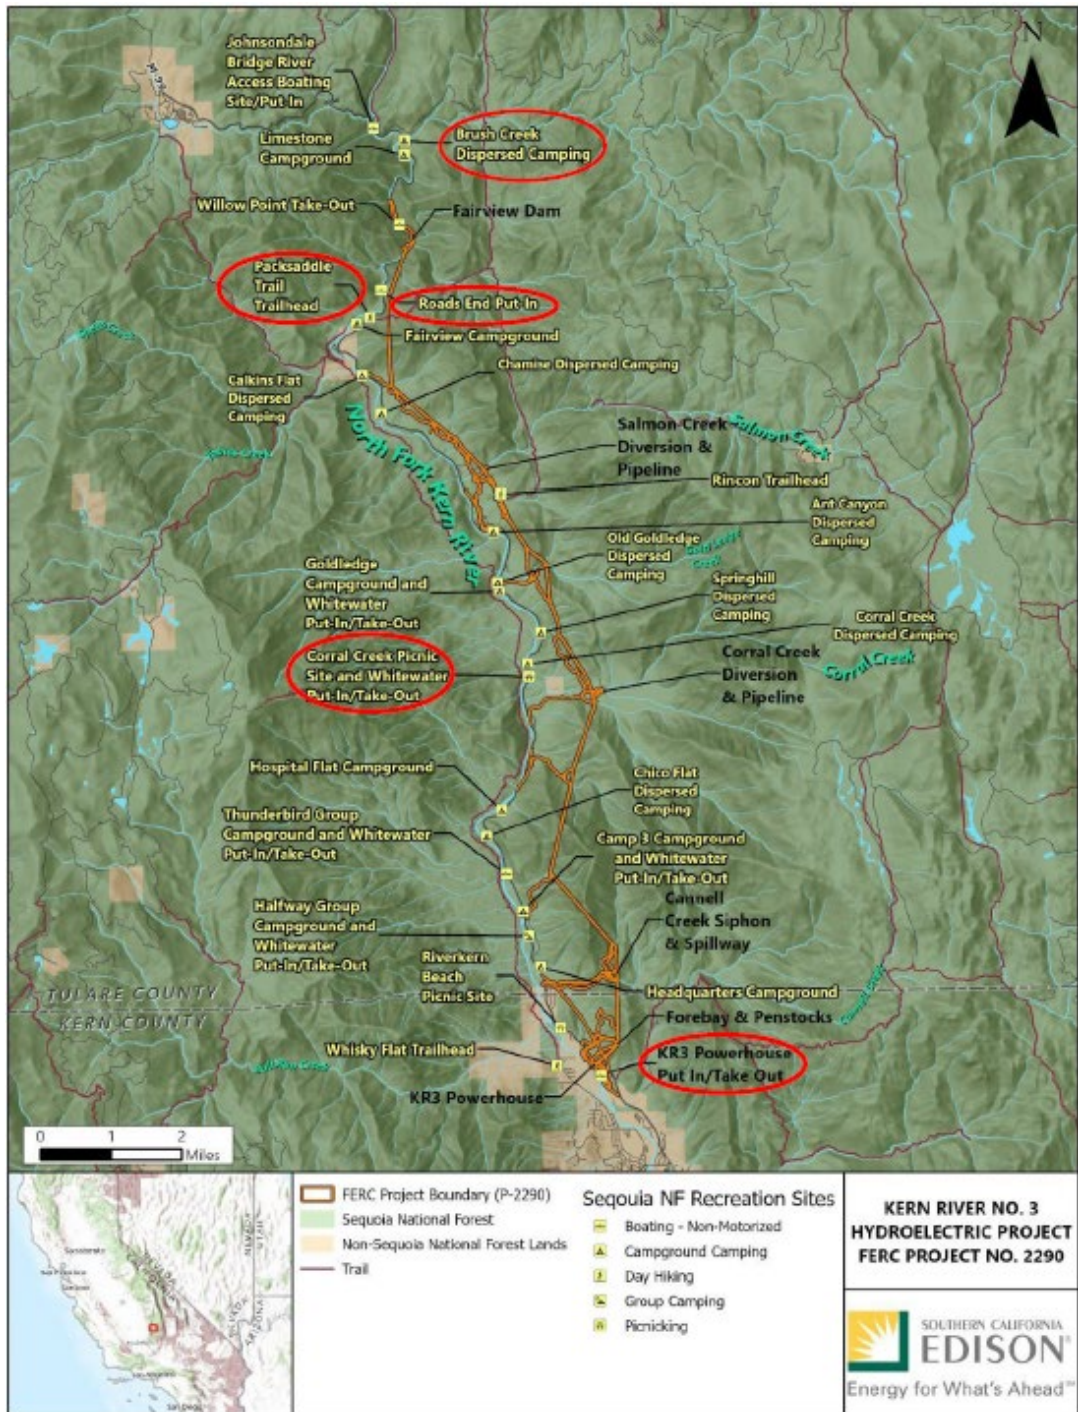 N
Johnsondale
Bridge River
Access Boating
Site/Put-In
Brush Creek
Dispersed Camping
Limestone
Campground
Willow Point Take-Out
Fairview Dam
Packsaddle
Trail
Trailhead
Roads End Put-In
Fairview Campground
Chamise Dispersed Camping
Calkins Flat
Dispersed
Camping
North Fork Kern River
Salmon Creek
Diversion &
Pipeline
Salmon Creek
Rincon Trailhead
Ant Canyon
Dispersed
Camping
Old Goldledge
Dispersed
Camping
Gold Ledge
Creek
Goldledge
Campground and
Whitewater
Put-In/Take-Out
Springhill
Dispersed
Camping
Corral Creek
Dispersed Camping
Corral Creek Picnic
Site and Whitewater
Put-In/Take-Out
Corral Creek
Diversion
& Pipeline
Corral Creek
Hospital Flat Campground
Chico Flat
Dispersed
Camping
Thunderbird Group
Campground and Whitewater
Put-In/Take-Out
Camp 3 Campground
and Whitewater
Put-In/Take-Out
Cannell
Creek Siphon
& Spillway
Halfway Group
Campground and
Whitewater
Put-In/Take-Out
Riverkern
Beach
Picnic Site
Headquarters Campground
TULARE COUNTY
KERN COUNTY
Forebay & Penstocks
Whisky Flat Trailhead
KR3 Powerhouse
Put In/Take Out
KR3 Powerhouse
0 1 2
Miles
FERC Project Boundary (P-2290)
Sequoia National Forest
Non-Sequoia National Forest Lands
Trail
Seqouia NF Recreation Sites
Boating - Non-Motorized
Campground Camping
Day Hiking
Group Camping
Picnicking
KERN RIVER NO. 3
HYDROELECTRIC PROJECT
FERC PROJECT NO. 2290
SOUTHERN CALIFORNIA
EDISON®
Energy for What's Ahead℠